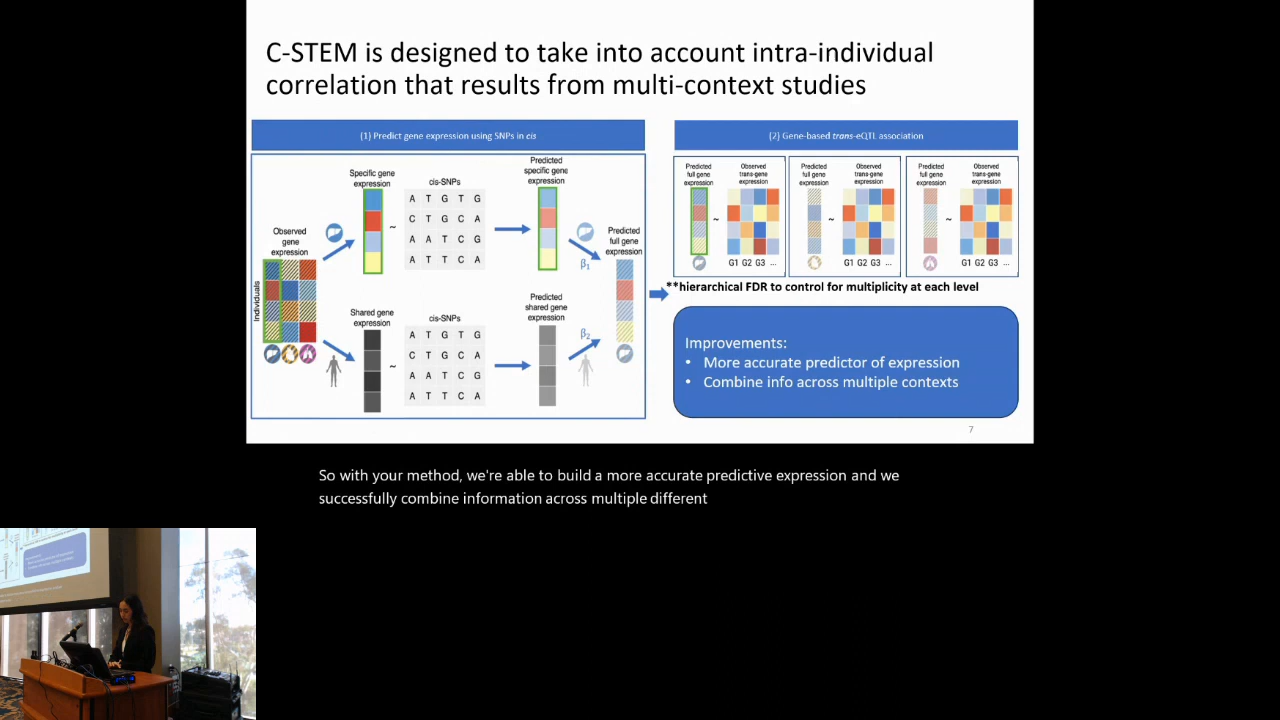 C-STEM is designed to take into account intra-individual
correlation that results from multi-context studies
(1) Predict gene expression using SNPs in cis
Observed
gene
expression
Individuals
Specific gene
expression
~
cis-SNPs
A T G T G
C T G C A
A A T C G
A T T C A
Predicted
specific gene
expression
β1
Shared gene
expression
~
cis-SNPs
A T G T G
C T G C A
A A T C G
A T T C A
Predicted
shared gene
expression
β2
Predicted
full gene
expression
(2) Gene-based trans-eQTL association
Predicted
full gene
expression
~
Observed
trans-gene
expression
G1 G2 G3 ...
Predicted
full gene
expression
~
Observed
trans-gene
expression
G1 G2 G3 ...
Predicted
full gene
expression
~
Observed
trans-gene
expression
G1 G2 G3 ...
**hierarchical FDR to control for multiplicity at each level
Improvements:
• More accurate predictor of expression
• Combine info across multiple contexts
7
So with your method, we're able to build a more accurate predictive expression and we
successfully combine information across multiple different